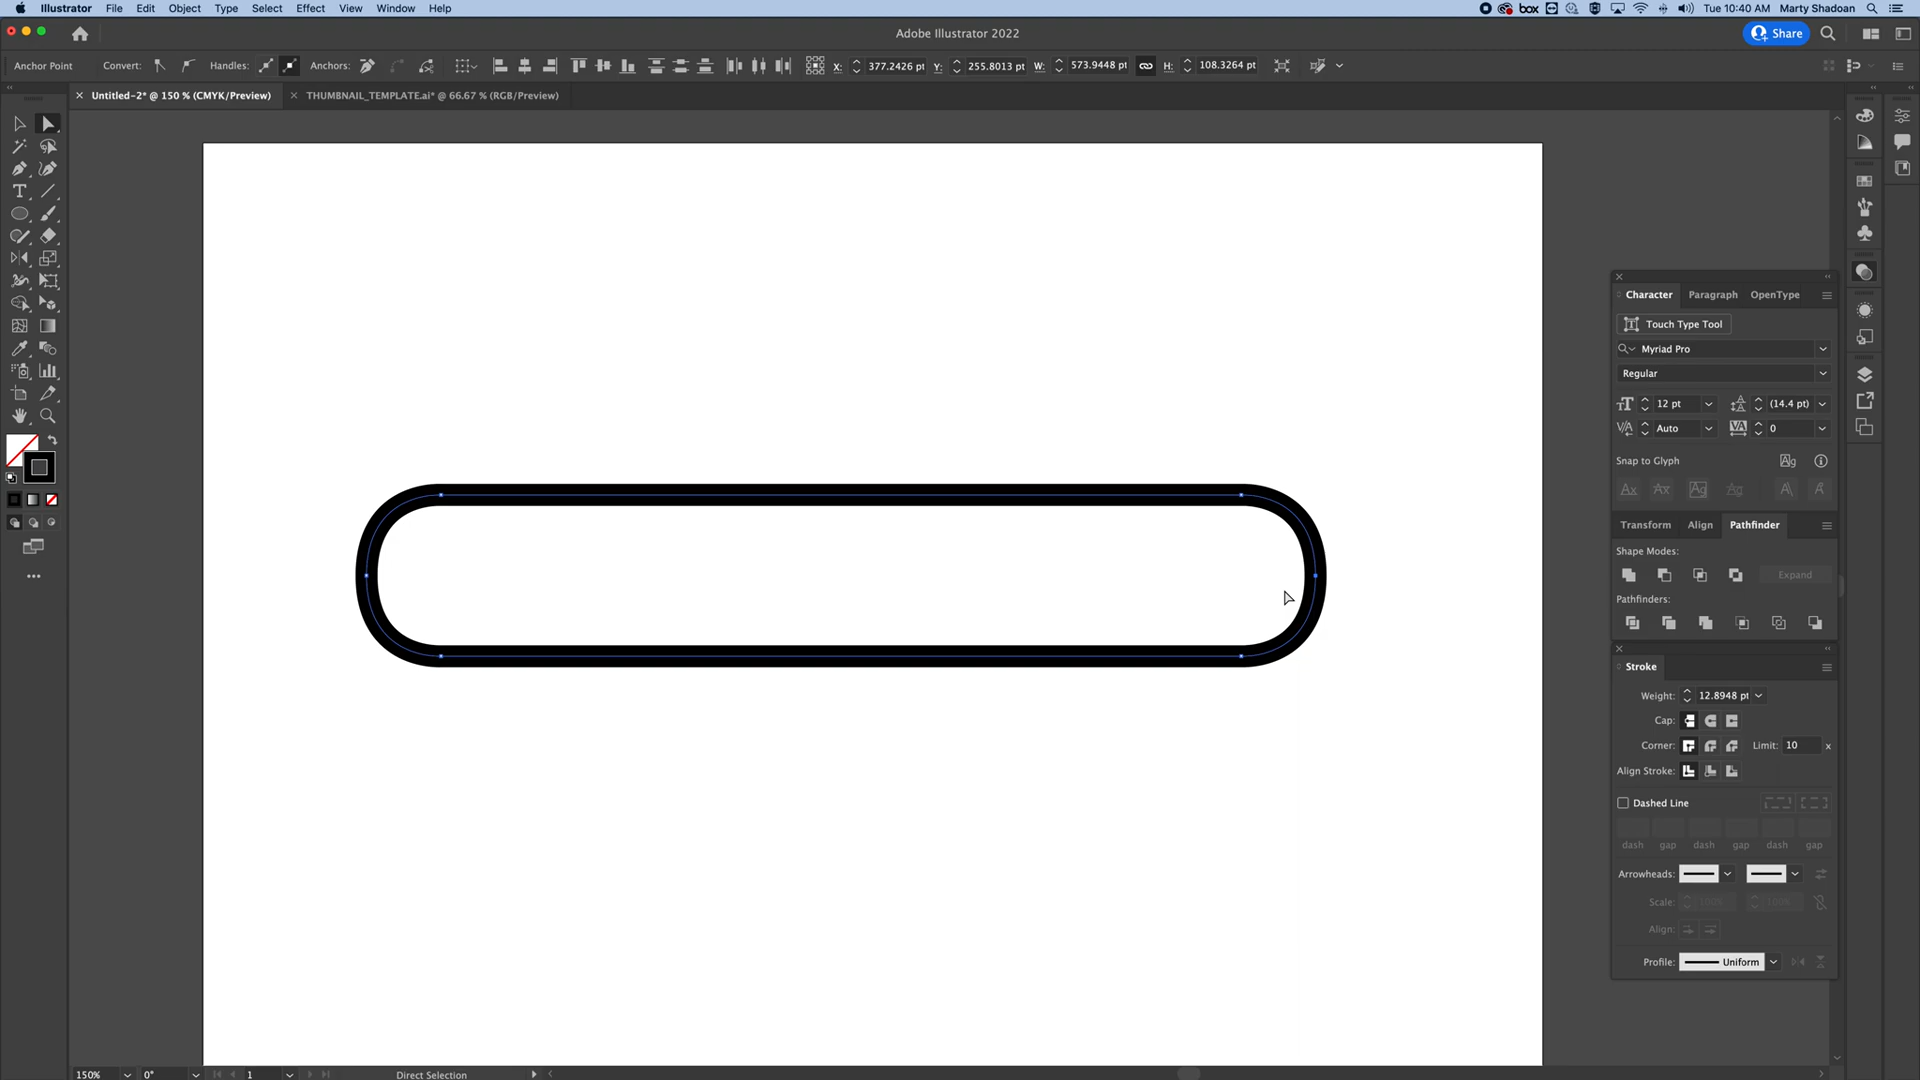 Illustrator File Edit Object Type Select Effect View Window Help
box
Tue 10:40 AM Marty Shadoan
Adobe Illustrator 2022
Share
Anchor Point Convert: Handles: Anchors: X: 377.2426 pt Y: 255.8013 pt W: 573.9448 pt H: 108.3264 pt
× Untitled-2* @ 150 % (CMYK/Preview) × THUMBNAIL_TEMPLATE.ai* @ 66.67 % (RGB/Preview)
Character Paragraph OpenType
Touch Type Tool
Myriad Pro
Regular
12 pt (14.4 pt)
Auto 0
Snap to Glyph
Transform Align Pathfinder
Shape Modes:
Expand
Pathfinders:
Stroke
Weight: 12.8948 pt
Cap:
Corner: Limit: 10 x
Align Stroke:
Dashed Line
dash gap dash gap dash gap
Arrowheads:
Scale: 100% 100%
Align:
Profile: Uniform
150% 0° 1 Direct Selection